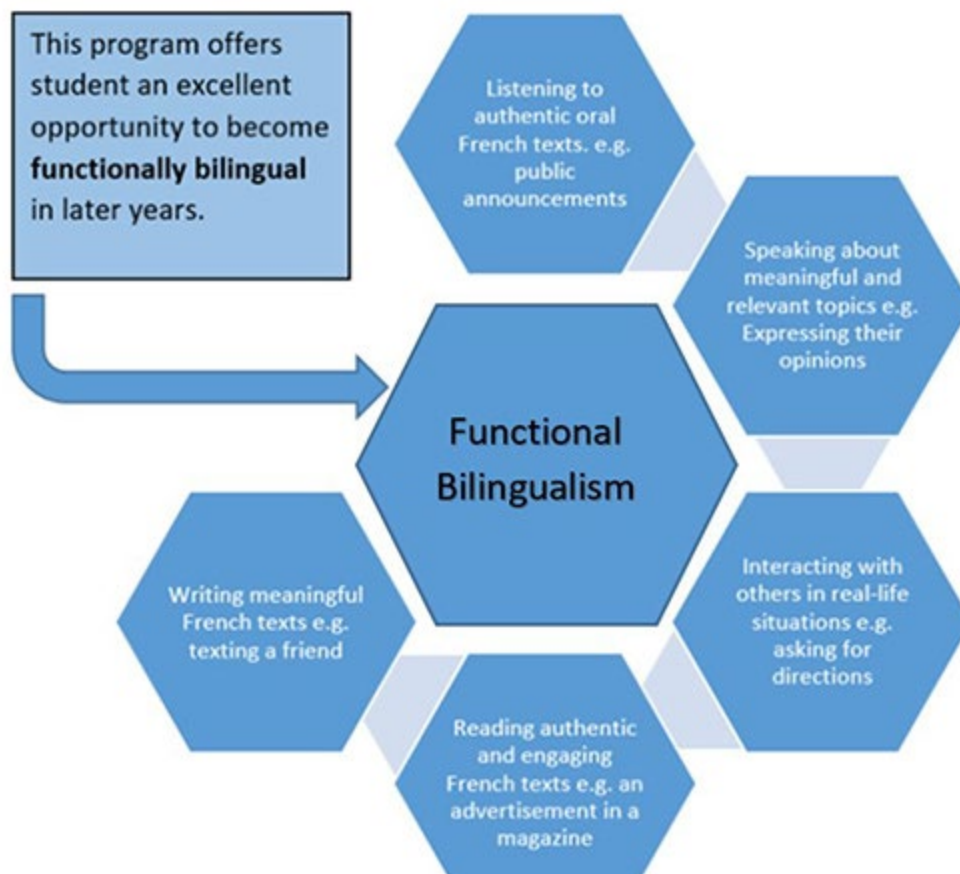 This program offers
student an excellent
opportunity to become
functionally bilingual
in later years.
Listening to
authentic oral
French texts. e.g.
public
announcements
Speaking about
meaningful and
relevant topics e.g.
Expressing their
opinions
Functional
Bilingualism
Interacting with
others in real-life
situations e.g.
asking for
directions
Reading authentic
and engaging
French texts e.g. an
advertisement in a
magazine
Writing meaningful
French texts e.g.
texting a friend